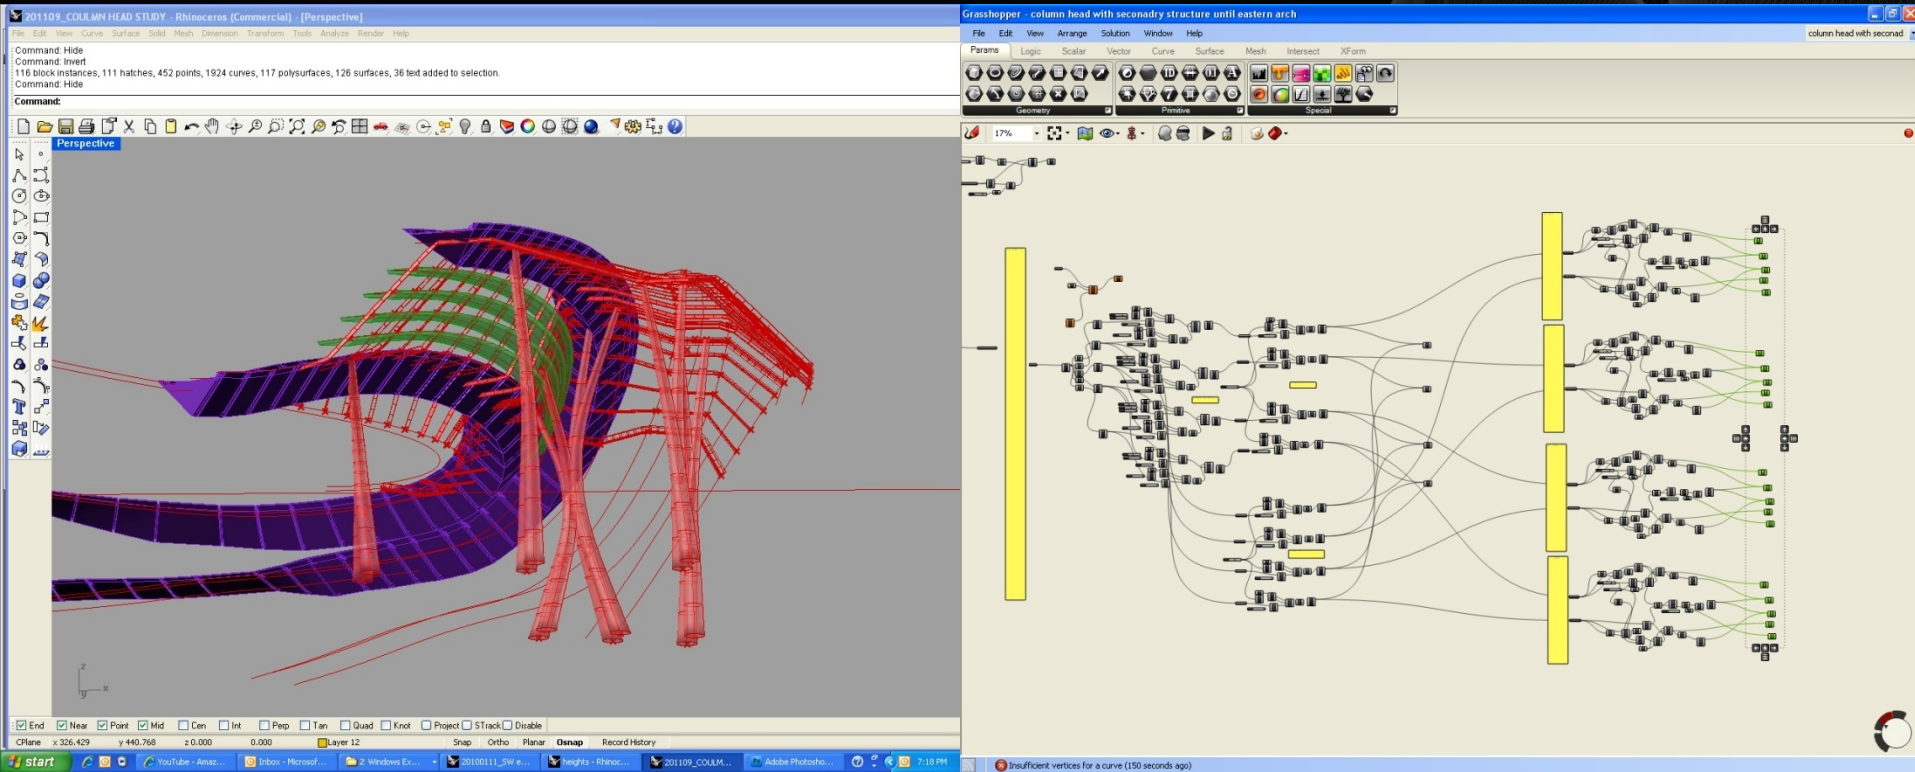 201109_COULMN HEAD STUDY - Rhinoceros (Commercial) - [Perspective]
File Edit View Curve Surface Solid Mesh Dimension Transform Tools Analyze Render Help
Command: Hide
Command: Invert
116 block instances, 111 hatches, 452 points, 1924 curves, 117 polysurfaces, 126 surfaces, 36 text added to selection.
Command: Hide
Command:
Perspective
z
y
x
End Near Point Mid Cen Int Perp Tan Quad Knot Project STrack Disable
CPlane x 326.429 y 440.768 z 0.000 0.000 Layer 12 Snap Ortho Planar Osnap Record History
start YouTube - Amaz... Inbox - Microsof... 2 Windows Ex... 20100111_SW e... heights - Rhinoc... 201109_COULM... Adobe Photosho... 7:18 PM
Grasshopper - column head with seconadry structure until eastern arch
File Edit View Arrange Solution Window Help
column head with seconad
Params Logic Scalar Vector Curve Surface Mesh Intersect XForm
Geometry Primitive Special
17%
Insufficient vertices for a curve (150 seconds ago)